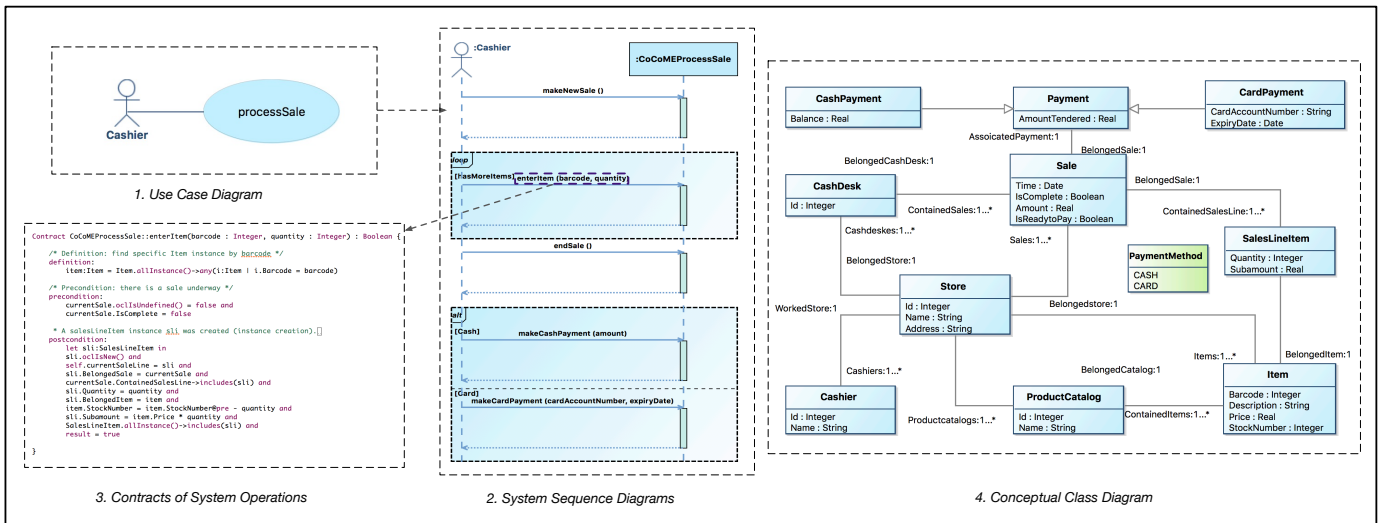 Cashier
processSale
1. Use Case Diagram
Contract CoCoMEProcessSale::enterItem(barcode : Integer, quantity : Integer) : Boolean {
/* Definition: find specific Item instance by barcode */
definition:
item:Item = Item.allInstance()->any(i:Item | i.Barcode = barcode)
/* Precondition: there is a sale underway */
precondition:
currentSale.oclIsUndefined() = false and
currentSale.IsComplete = false
* A salesLineItem instance sli was created (instance creation).
postcondition:
let sli:SalesLineItem in
sli.oclIsNew() and
self.currentSaleLine = sli and
sli.BelongedSale = currentSale and
currentSale.ContainedSalesLine->includes(sli) and
sli.Quantity = quantity and
sli.BelongedItem = item and
item.StockNumber = item.StockNumber@pre - quantity and
sli.Subamount = item.Price * quantity and
SalesLineItem.allInstance()->includes(sli) and
result = true
}
3. Contracts of System Operations
:Cashier
:CoCoMEProcessSale
makeNewSale ()
loop
[hasMoreItems]
enterItem (barcode, quantity)
endSale ()
alt
[Cash]
makeCashPayment (amount)
[Card]
makeCardPayment (cardAccountNumber, expiryDate)
2. System Sequence Diagrams
CashPayment
Balance : Real
Payment
AmountTendered : Real
CardPayment
CardAccountNumber : String
ExpiryDate : Date
AssoicatedPayment:1
BelongedSale:1
BelongedCashDesk:1
Sale
Time : Date
IsComplete : Boolean
Amount : Real
IsReadytoPay : Boolean
BelongedSale:1
CashDesk
Id : Integer
ContainedSales:1...*
ContainedSalesLine:1...*
Cashdeskes:1...*
Sales:1...*
SalesLineItem
Quantity : Integer
Subamount : Real
PaymentMethod
CASH
CARD
BelongedStore:1
Store
Id : Integer
Name : String
Address : String
Belongedstore:1
WorkedStore:1
Items:1...*
BelongedItem:1
Cashiers:1...*
BelongedCatalog:1
Item
Barcode : Integer
Description : String
Price : Real
StockNumber : Integer
Cashier
Id : Integer
Name : String
Productcatalogs:1...*
ProductCatalog
Id : Integer
Name : String
ContainedItems:1...*
4. Conceptual Class Diagram